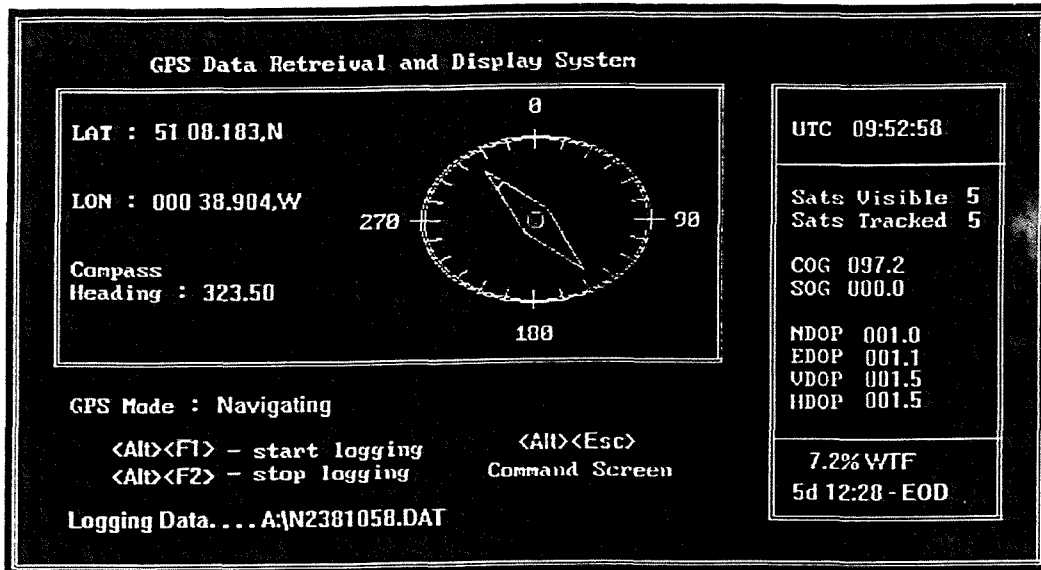 GPS Data Retreival and Display System
LAT : 51 08.183,N
LON : 000 38.904,W
Compass
Heading : 323.50
0
270
90
180
UTC 09:52:58
Sats Visible 5
Sats Tracked 5
COG 097.2
SOG 000.0
NDOP 001.0
EDOP 001.1
VDOP 001.5
HDOP 001.5
7.2% WTF
5d 12:28 - EOD
GPS Mode : Navigating
<Alt><F1> - start logging
<Alt><F2> - stop logging
<Alt><Esc>
Command Screen
Logging Data.... A:\N2381058.DAT